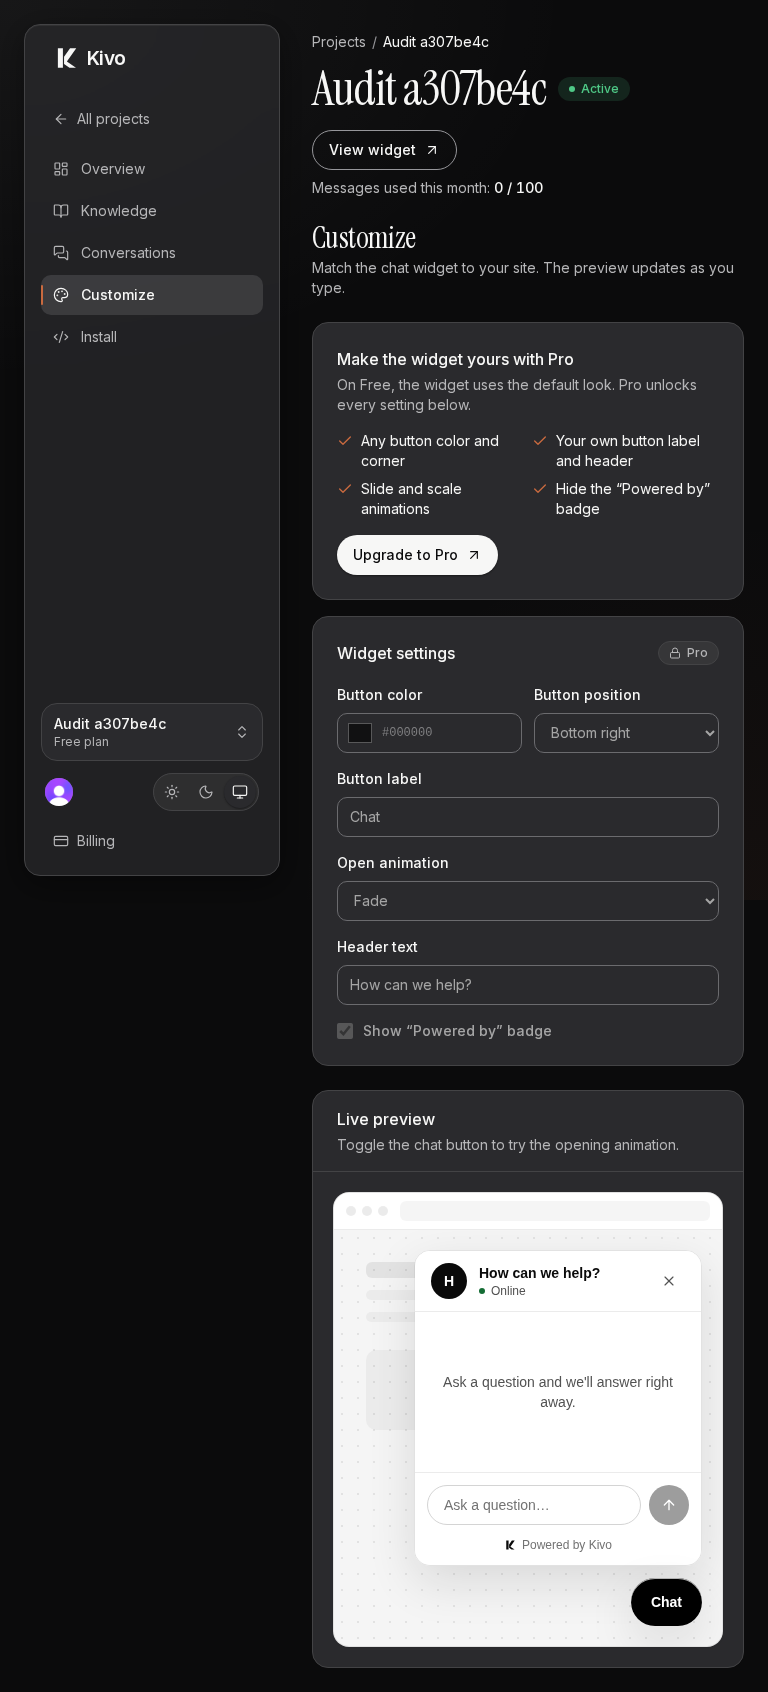 Kivo
All projects
Overview
Knowledge
Conversations
Customize
Install
Audit a307be4c
Free plan
Billing
Projects / Audit a307be4c
Audit a307be4c
Active
View widget
Messages used this month: 0 / 100
Customize
Match the chat widget to your site. The preview updates as you
type.
Make the widget yours with Pro
On Free, the widget uses the default look. Pro unlocks
every setting below.
Any button color and
corner
Your own button label
and header
Slide and scale
animations
Hide the “Powered by”
badge
Upgrade to Pro
Widget settings
Pro
Button color
Button position
#000000
Bottom right
Button label
Chat
Open animation
Fade
Header text
How can we help?
Show “Powered by” badge
Live preview
Toggle the chat button to try the opening animation.
H
How can we help?
Online
Ask a question and we'll answer right
away.
Ask a question…
Powered by Kivo
Chat